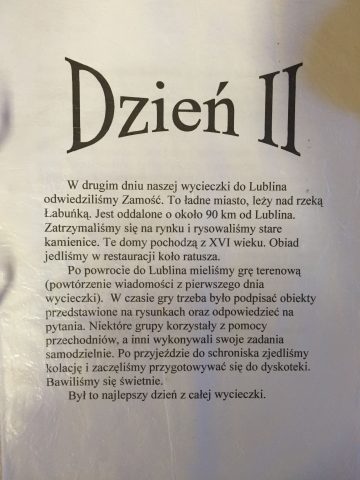 Dzień II
W drugim dniu naszej wycieczki do Lublina
odwiedziliśmy Zamość. To ładne miasto, leży nad rzeką
Łabuńką. Jest oddalone o około 90 km od Lublina.
Zatrzymaliśmy się na rynku i rysowaliśmy stare
kamienice. Te domy pochodzą z XVI wieku. Obiad
jedliśmy w restauracji koło ratusza.
Po powrocie do Lublina mieliśmy grę terenową
(powtórzenie wiadomości z pierwszego dnia
wycieczki). W czasie gry trzeba było podpisać obiekty
przedstawione na rysunkach oraz odpowiedzieć na
pytania. Niektóre grupy korzystały z pomocy
przechodniów, a inni wykonywali swoje zadania
samodzielnie. Po przyjeździe do schroniska zjedliśmy
kolację i zaczęliśmy przygotowywać się do dyskoteki.
Bawiliśmy się świetnie.
Był to najlepszy dzień z całej wycieczki.